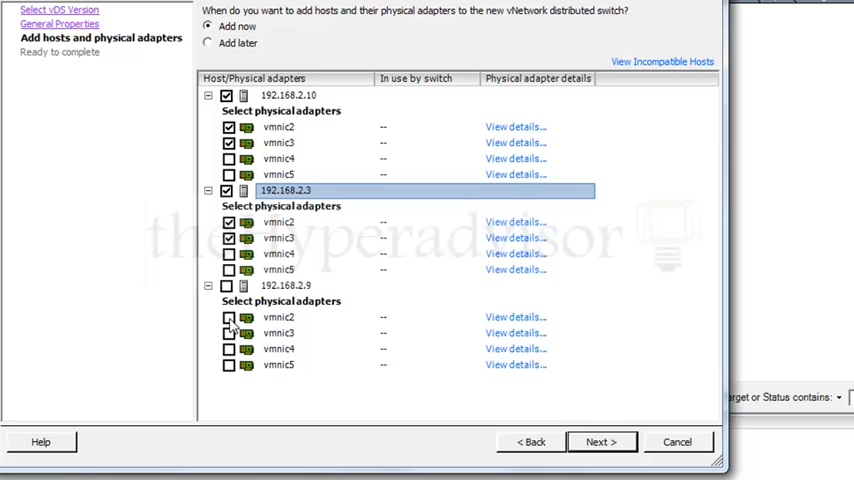 Select vDS Version
General Properties
Add hosts and physical adapters
Ready to complete
When do you want to add hosts and their physical adapters to the new vNetwork distributed switch?
Add now
Add later
View Incompatible Hosts
Host/Physical adapters In use by switch Physical adapter details
192.168.2.10
Select physical adapters
vmnic2 -- View details...
vmnic3 -- View details...
vmnic4 -- View details...
vmnic5 -- View details...
192.168.2.3
Select physical adapters
vmnic2 -- View details...
vmnic3 -- View details...
vmnic4 -- View details...
vmnic5 -- View details...
theHyperadvisor
192.168.2.9
Select physical adapters
vmnic2 -- View details...
vmnic3 -- View details...
vmnic4 -- View details...
vmnic5 -- View details...
arget or Status contains:
Help < Back Next > Cancel